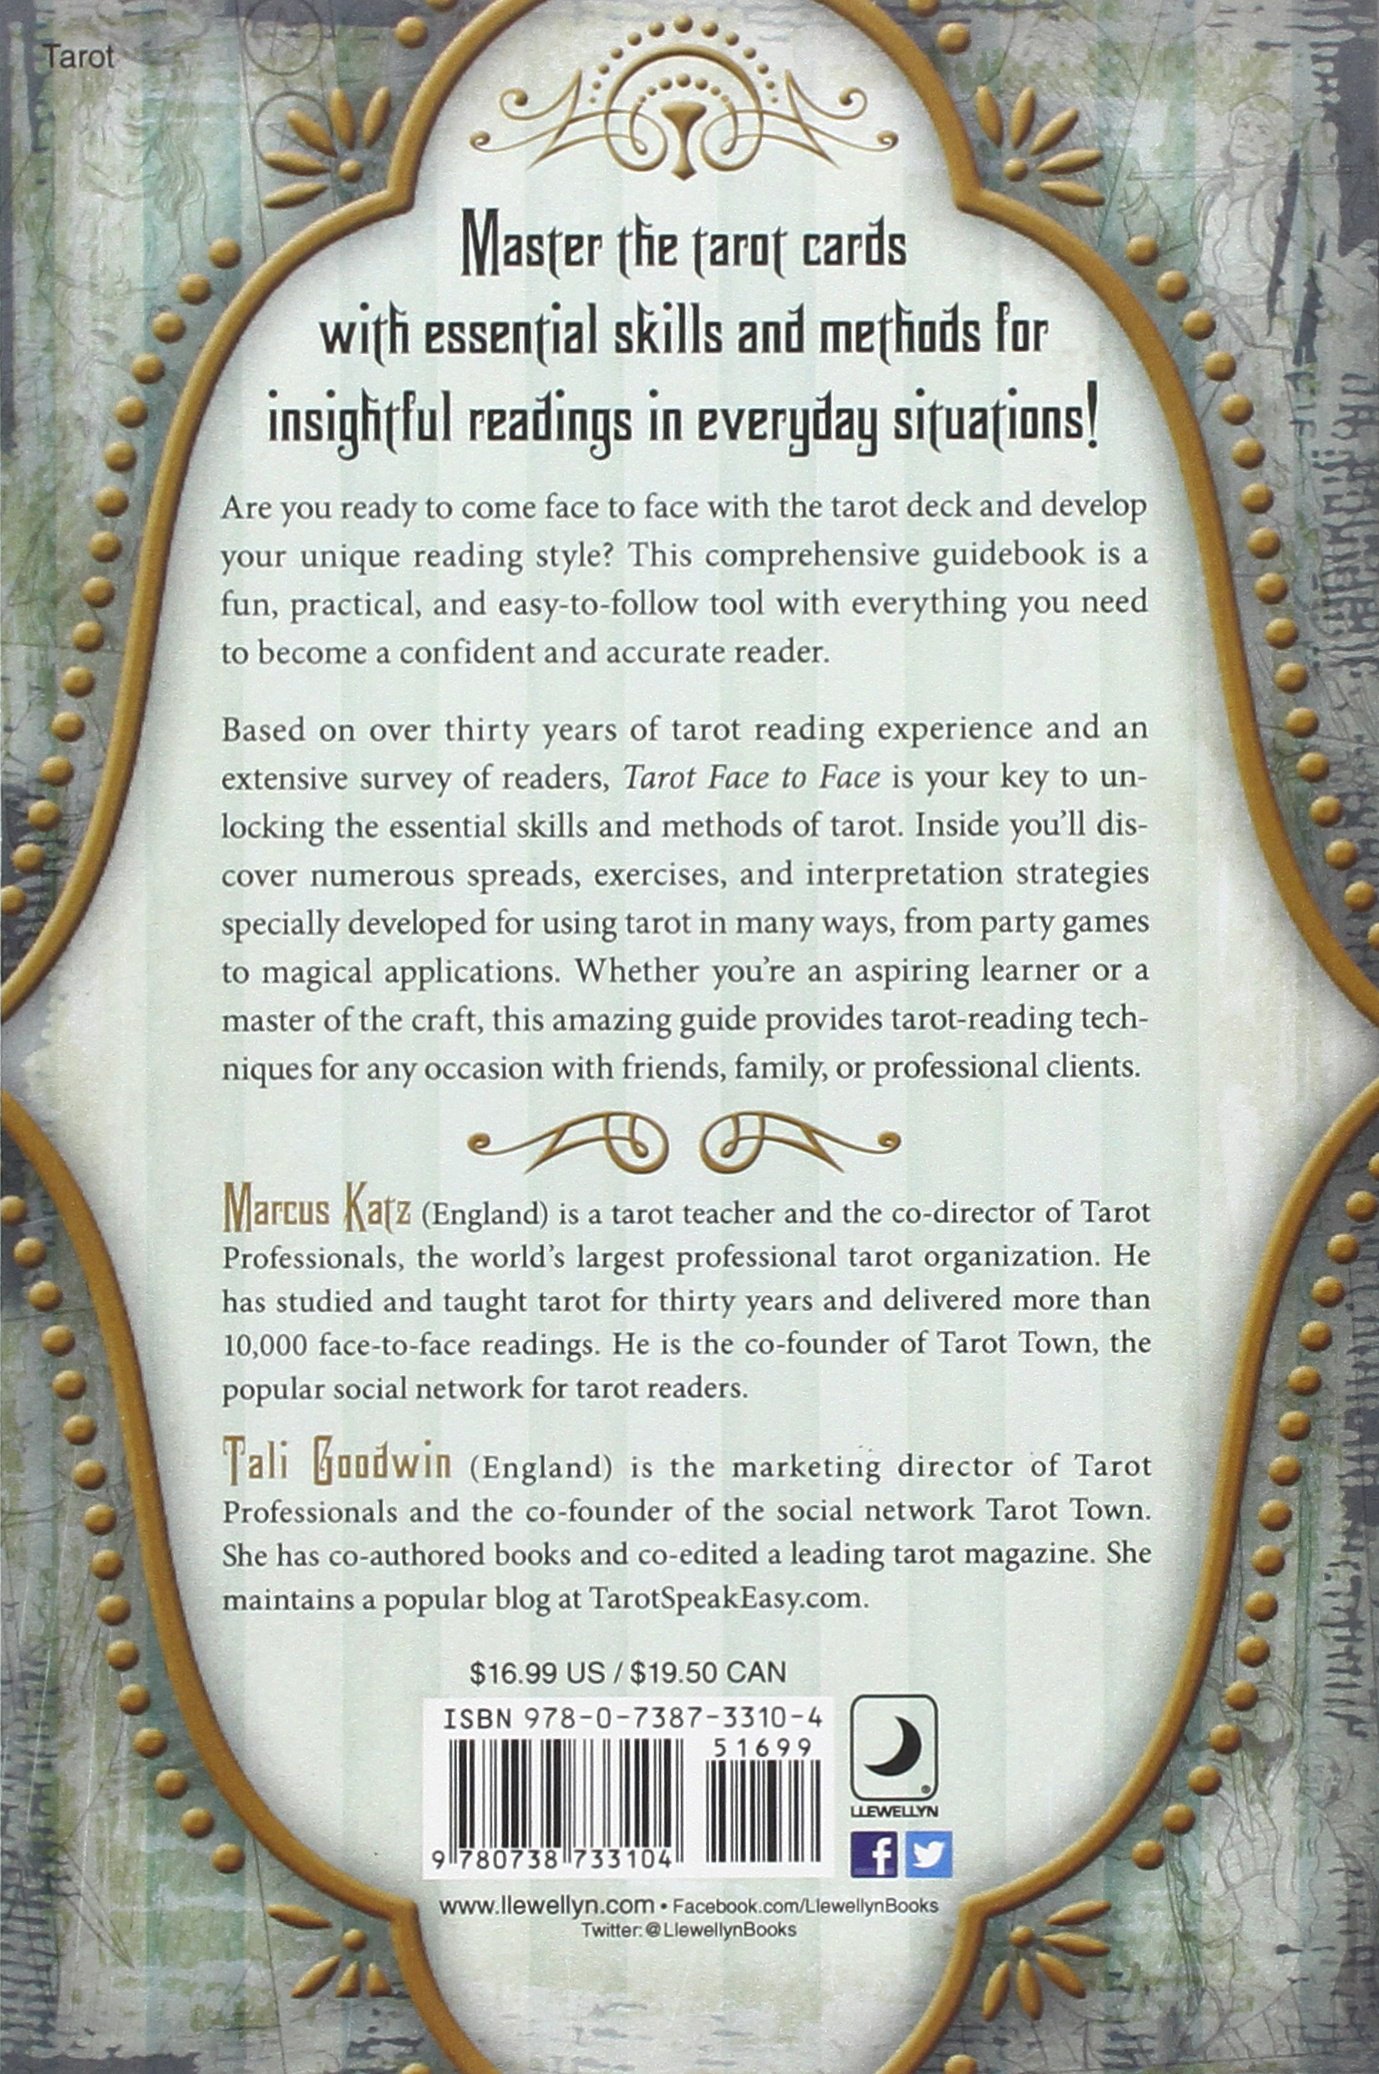 Tarot
Master the tarot cards
with essential skills and methods for
insightful readings in everyday situations!
Are you ready to come face to face with the tarot deck and develop
your unique reading style? This comprehensive guidebook is a
fun, practical, and easy-to-follow tool with everything you need
to become a confident and accurate reader.
Based on over thirty years of tarot reading experience and an
extensive survey of readers, Tarot Face to Face is your key to un-
locking the essential skills and methods of tarot. Inside you'll dis-
cover numerous spreads, exercises, and interpretation strategies
specially developed for using tarot in many ways, from party games
to magical applications. Whether you're an aspiring learner or a
master of the craft, this amazing guide provides tarot-reading tech-
niques for any occasion with friends, family, or professional clients.
Marcus Katz (England) is a tarot teacher and the co-director of Tarot
Professionals, the world's largest professional tarot organization. He
has studied and taught tarot for thirty years and delivered more than
10,000 face-to-face readings. He is the co-founder of Tarot Town, the
popular social network for tarot readers.
Tali Goodwin (England) is the marketing director of Tarot
Professionals and the co-founder of the social network Tarot Town.
She has co-authored books and co-edited a leading tarot magazine. She
maintains a popular blog at TarotSpeakEasy.com.
$16.99 US / $19.50 CAN
ISBN 978-0-7387-3310-4
51699
9 780738 733104
®
LLEWELLYN
f
www.llewellyn.com • Facebook.com/LlewellynBooks
Twitter: @LlewellynBooks